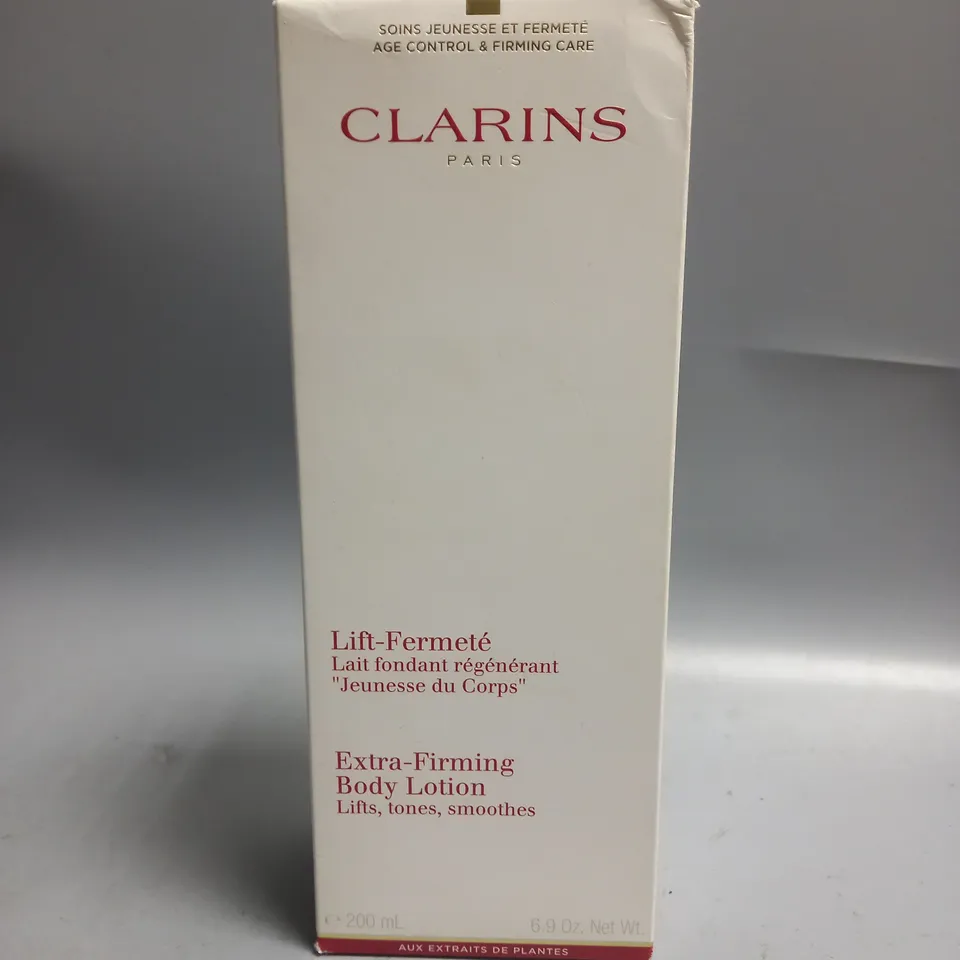 SOINS JEUNESSE ET FERMETÉ
AGE CONTROL & FIRMING CARE
CLARINS
PARIS
Lift-Fermeté
Lait fondant régénérant
"Jeunesse du Corps"
Extra-Firming
Body Lotion
Lifts, tones, smoothes
℮ 200 mL 6.9 Oz. Net Wt.
AUX EXTRAITS DE PLANTES